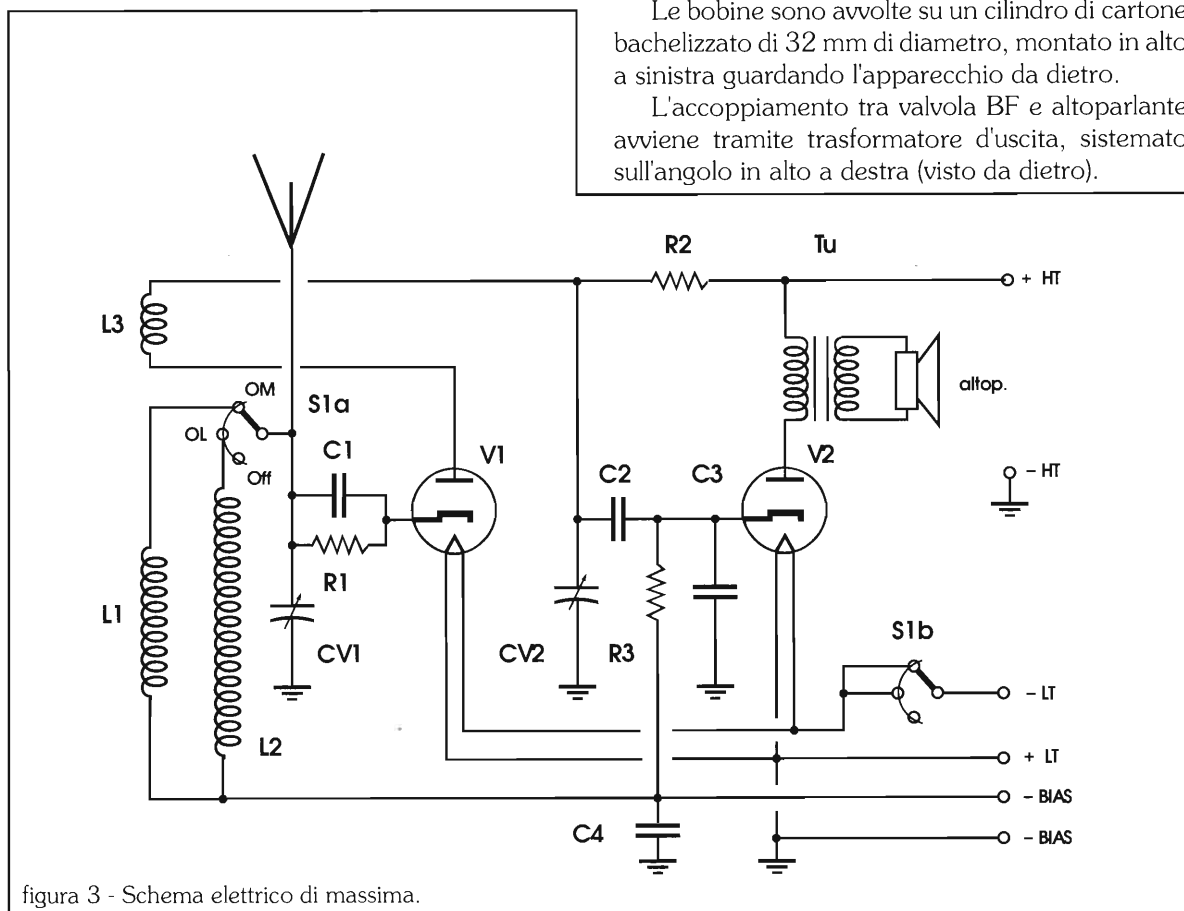 Le bobine sono avvolte su un cilindro di cartone
bachelizzato di 32 mm di diametro, montato in alto
a sinistra guardando l'apparecchio da dietro.
L'accoppiamento tra valvola BF e altoparlante
avviene tramite trasformatore d'uscita, sistemato
sull'angolo in alto a destra (visto da dietro).
R2
Tu
+ HT
L3
altop.
OM
S1a
OL
Off
C1
V1
C2
C3
V2
– HT
R1
L1
CV1
CV2
R3
S1b
– LT
L2
+ LT
– BIAS
C4
– BIAS
figura 3 - Schema elettrico di massima.